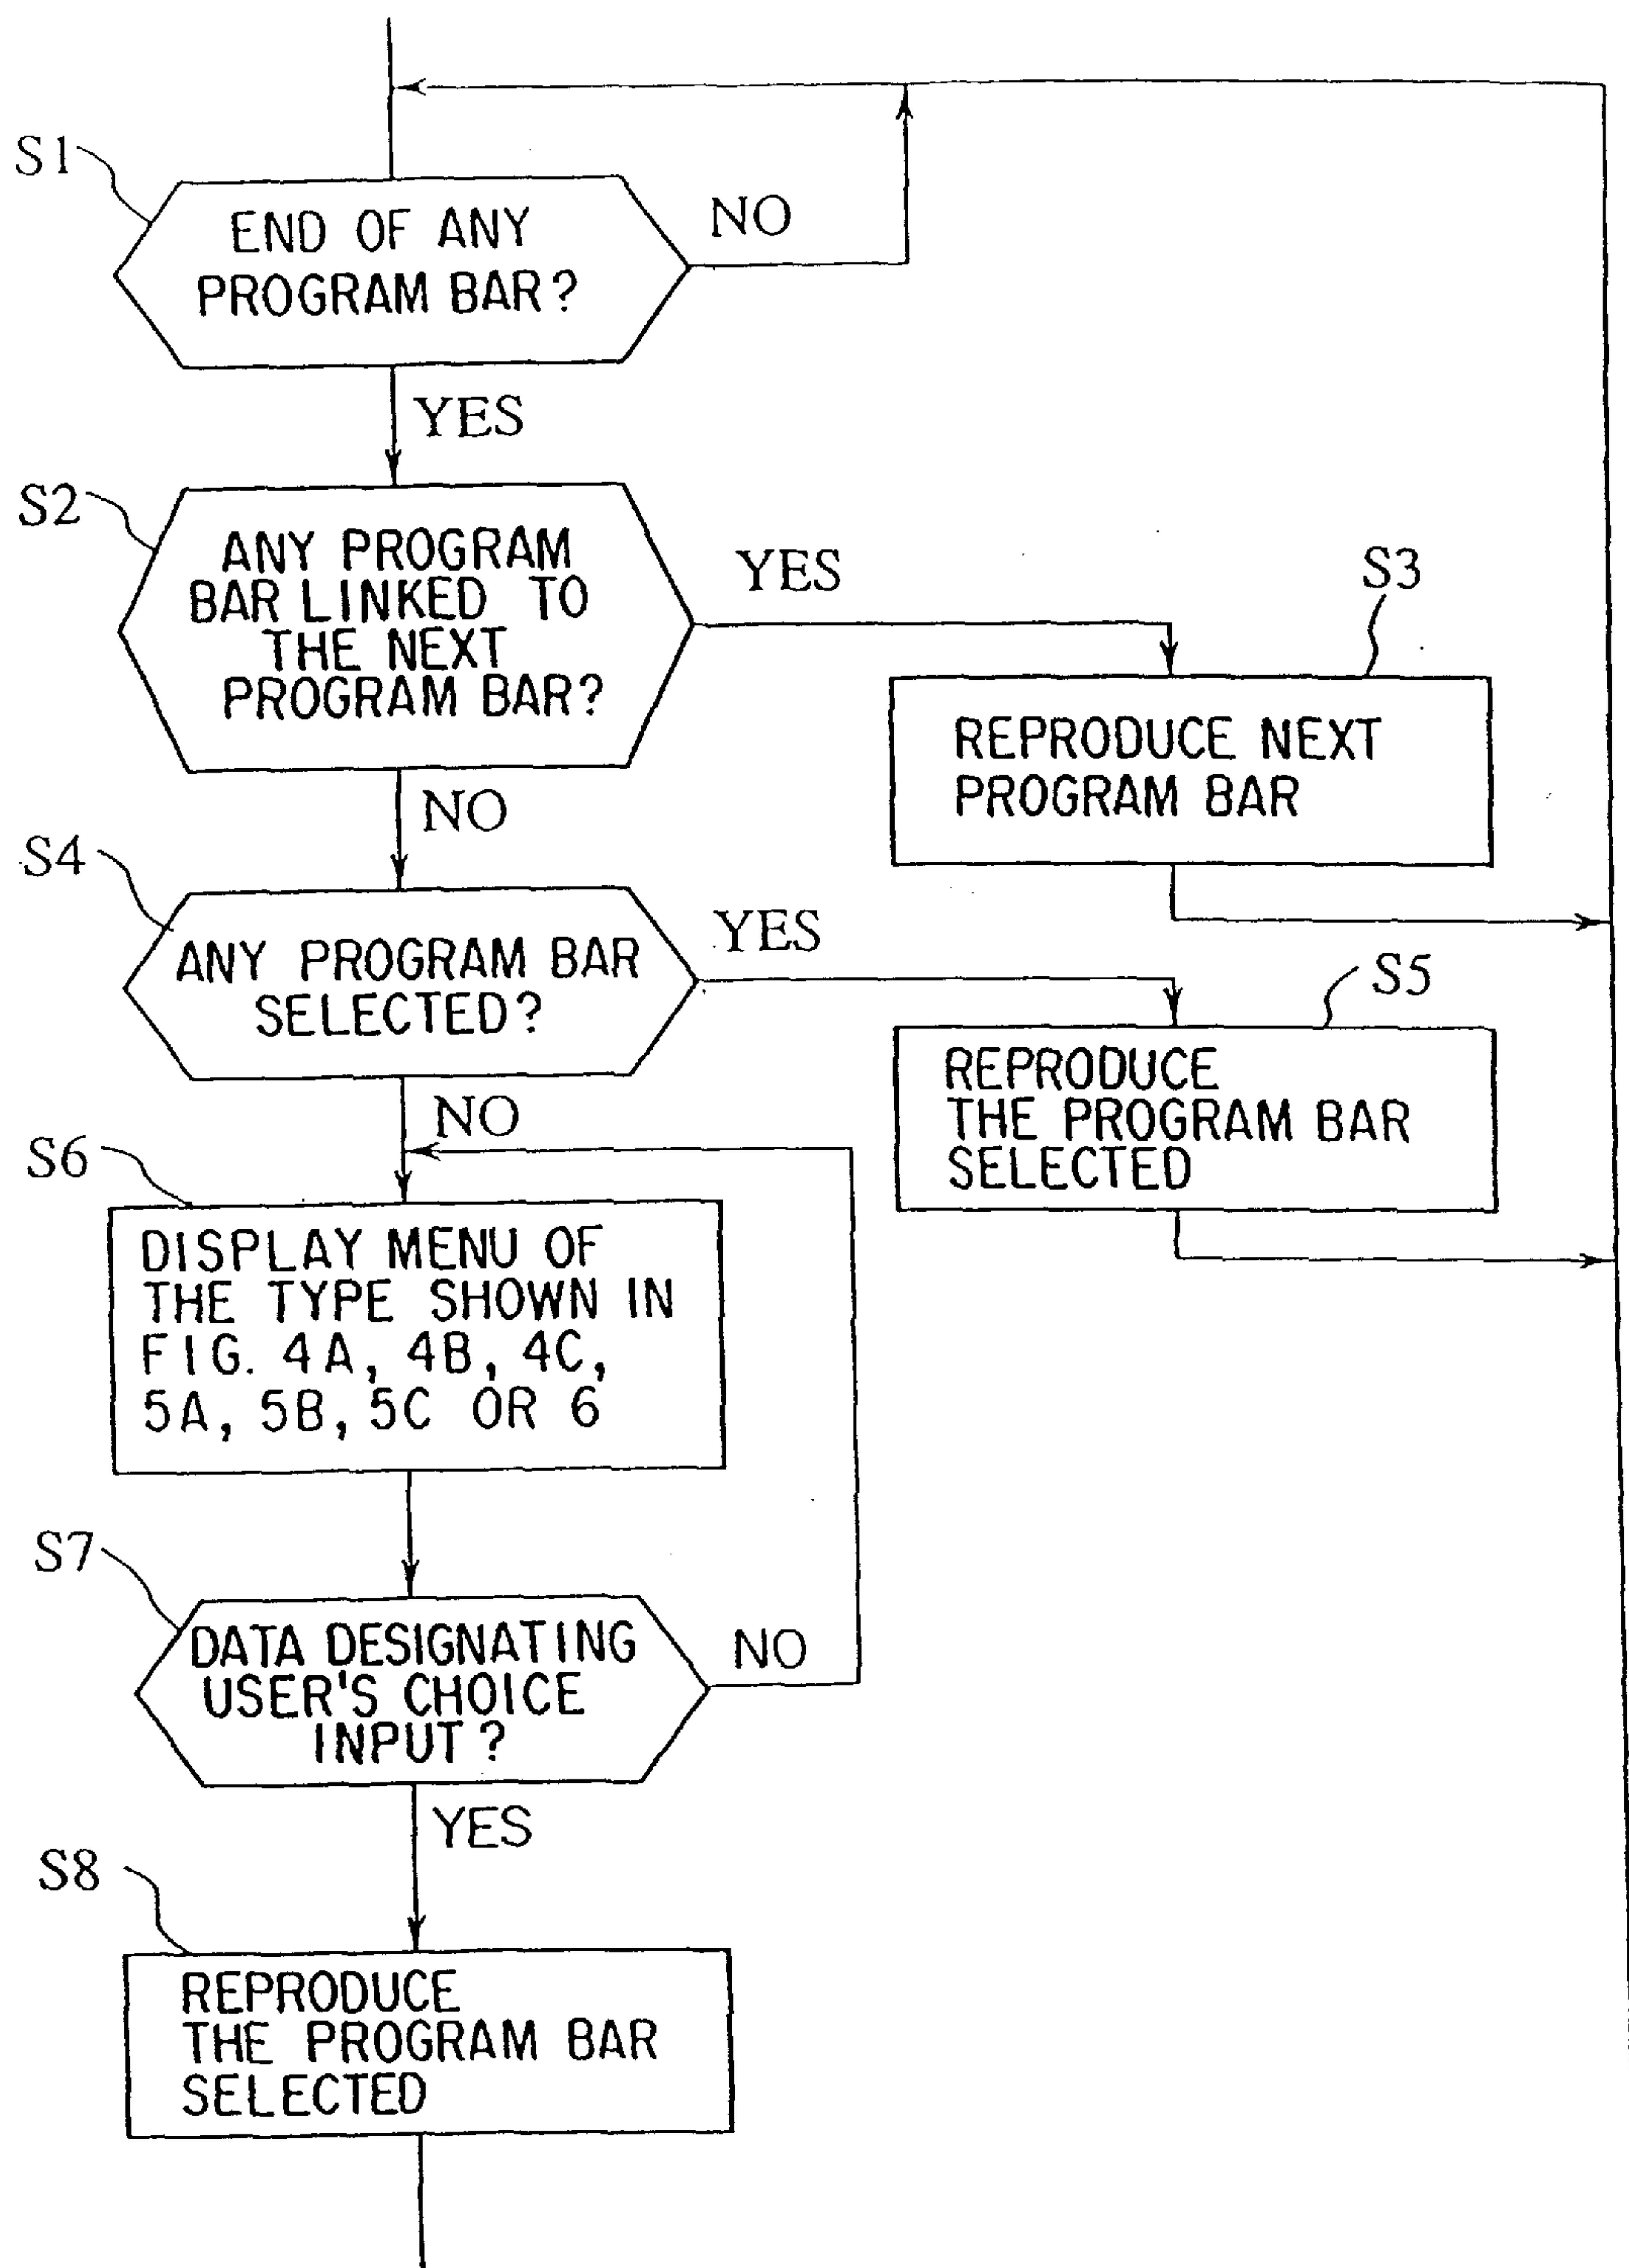 S1
END OF ANY
PROGRAM BAR?
NO
YES
S2
ANY PROGRAM
BAR LINKED TO
THE NEXT
PROGRAM BAR?
YES
S3
REPRODUCE NEXT
PROGRAM BAR
NO
S4
ANY PROGRAM BAR
SELECTED?
YES
S5
REPRODUCE
THE PROGRAM BAR
SELECTED
NO
S6
DISPLAY MENU OF
THE TYPE SHOWN IN
FIG. 4A, 4B, 4C,
5A, 5B, 5C OR 6
S7
DATA DESIGNATING
USER'S CHOICE
INPUT?
NO
YES
S8
REPRODUCE
THE PROGRAM BAR
SELECTED